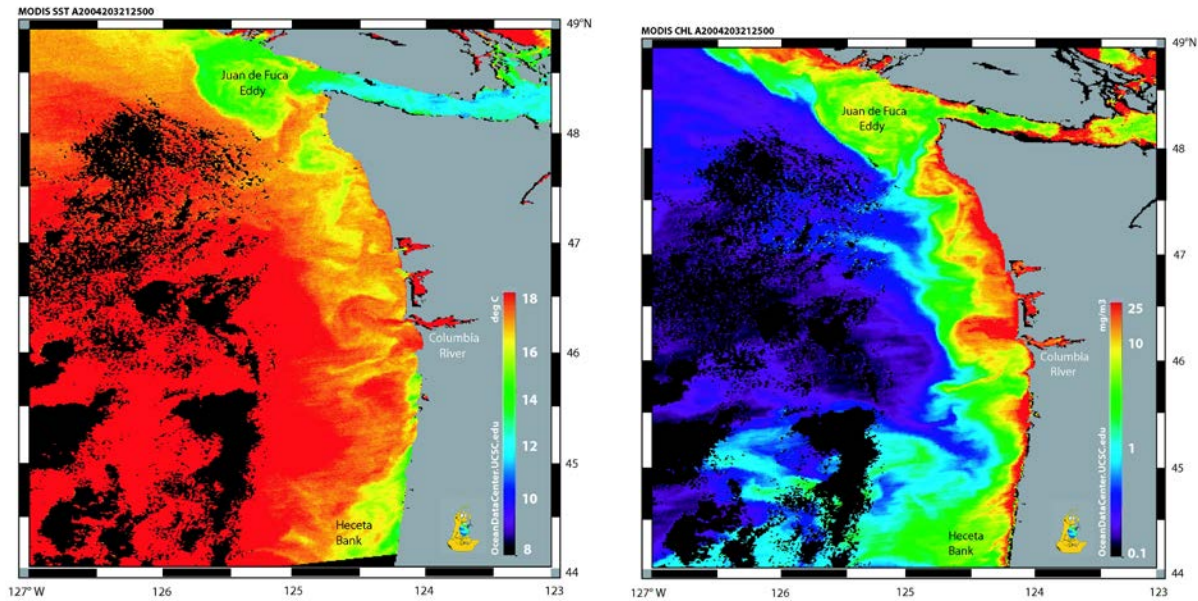 MODIS SST A2004203212500
49°N
Juan de Fuca
Eddy
48
47
deg C
18
16
14
12
10
8
Columbia
River
46
45
OceanDataCenter.UCSC.edu
Heceta
Bank
44
127° W
126
125
124
123
MODIS CHL A2004203212500
49°N
Juan de Fuca
Eddy
48
47
mg/m3
25
10
1
0.1
Columbia
River
46
45
OceanDataCenter.UCSC.edu
Heceta
Bank
44
127° W
126
125
124
123